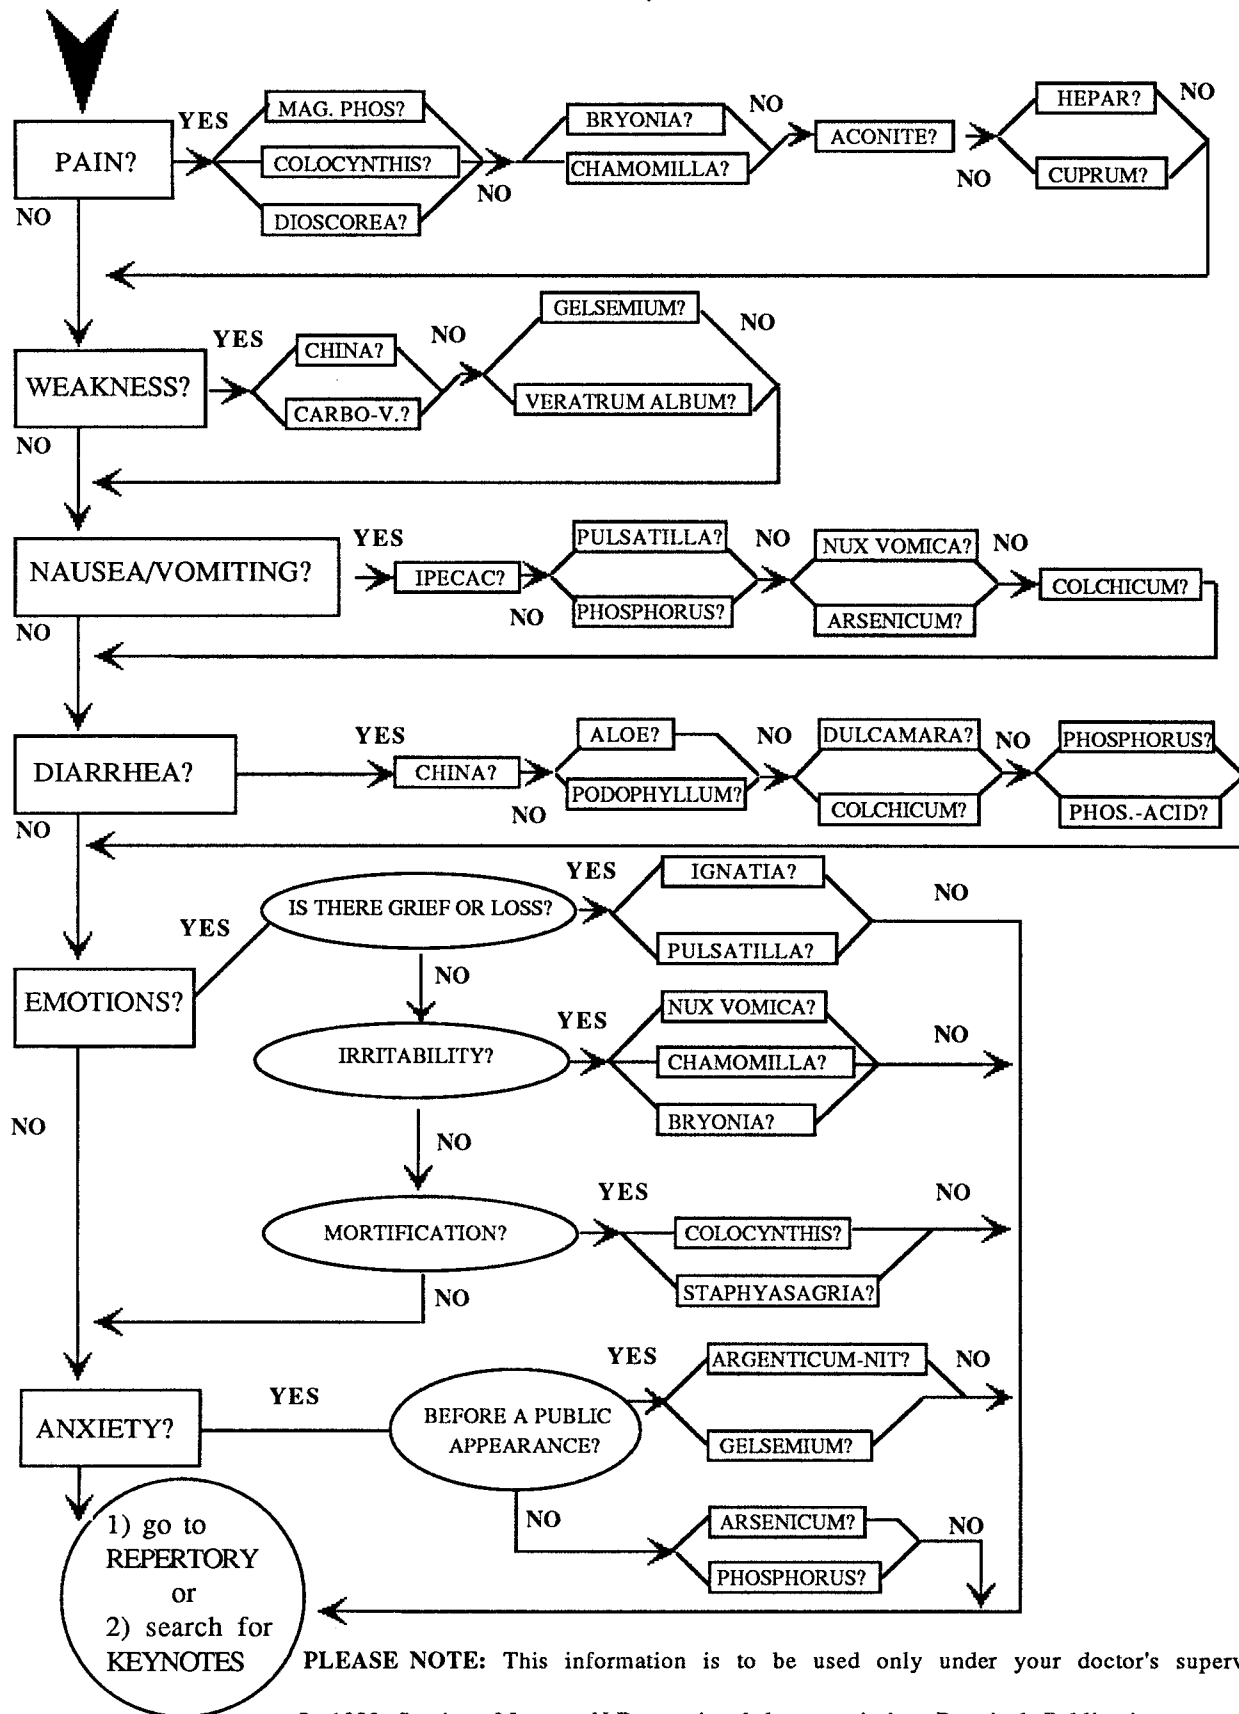 PAIN?
YES
MAG. PHOS?
COLOCYNTHIS?
DIOSCOREA?
NO
BRYONIA?
CHAMOMILLA?
NO
ACONITE?
NO
HEPAR?
CUPRUM?
NO
NO
WEAKNESS?
YES
CHINA?
CARBO-V.?
NO
GELSEMIUM?
VERATRUM ALBUM?
NO
NO
NAUSEA/VOMITING?
YES
IPECAC?
NO
PULSATILLA?
PHOSPHORUS?
NO
NUX VOMICA?
ARSENICUM?
NO
COLCHICUM?
NO
DIARRHEA?
YES
CHINA?
NO
ALOE?
PODOPHYLLUM?
NO
DULCAMARA?
COLCHICUM?
NO
PHOSPHORUS?
PHOS.-ACID?
NO
EMOTIONS?
YES
IS THERE GRIEF OR LOSS?
YES
IGNATIA?
PULSATILLA?
NO
NO
IRRITABILITY?
YES
NUX VOMICA?
CHAMOMILLA?
BRYONIA?
NO
NO
MORTIFICATION?
YES
COLOCYNTHIS?
STAPHYASAGRIA?
NO
NO
NO
ANXIETY?
YES
BEFORE A PUBLIC
APPEARANCE?
YES
ARGENTICUM-NIT?
GELSEMIUM?
NO
NO
ARSENICUM?
PHOSPHORUS?
NO
1) go to
REPERTORY
or
2) search for
KEYNOTES
PLEASE NOTE: This information is to be used only under your doctor's superv